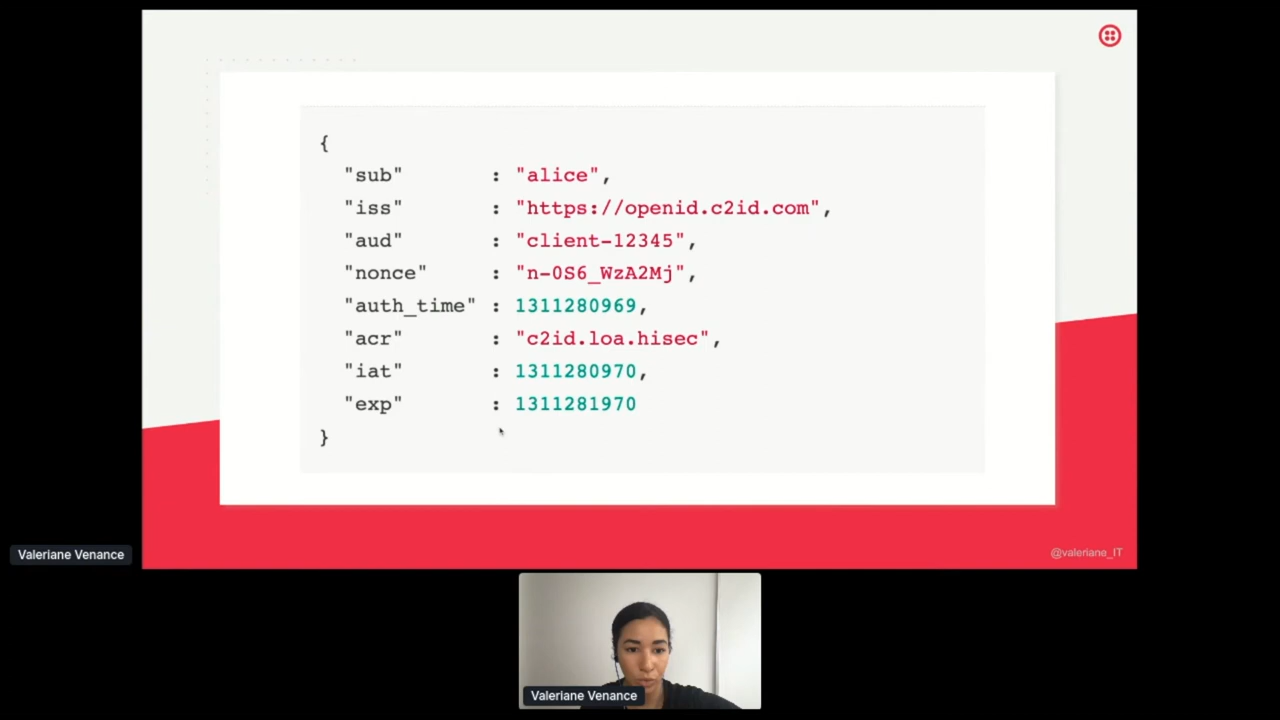 {
"sub" : "alice",
"iss" : "https://openid.c2id.com",
"aud" : "client-12345",
"nonce" : "n-0S6_WzA2Mj",
"auth_time" : 1311280969,
"acr" : "c2id.loa.hisec",
"iat" : 1311280970,
"exp" : 1311281970
}
Valeriane Venance
@valeriane_IT
Valeriane Venance